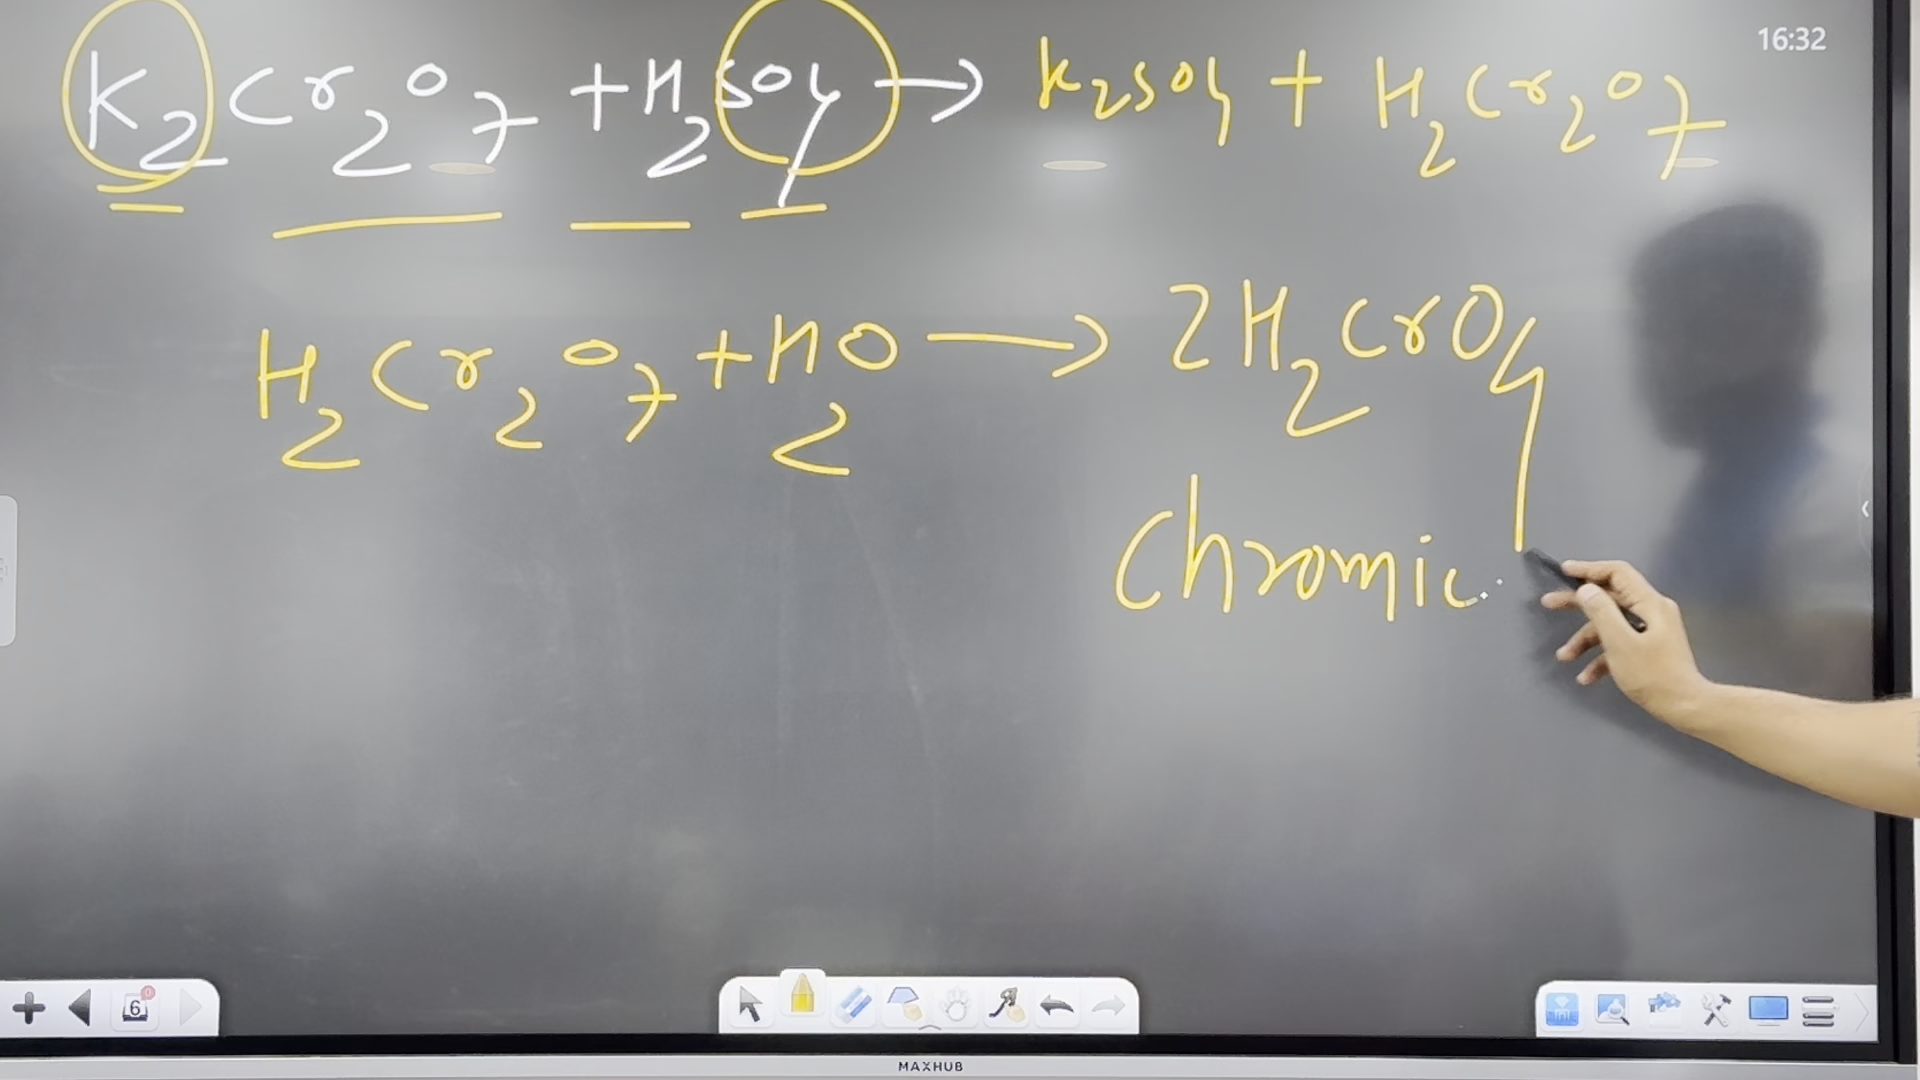 16:32
K2Cr2O7 + H2SO4 → K2SO4 + H2Cr2O7
H2Cr2O7 + H2O → 2H2CrO4
Chromic
6
MAXHUB